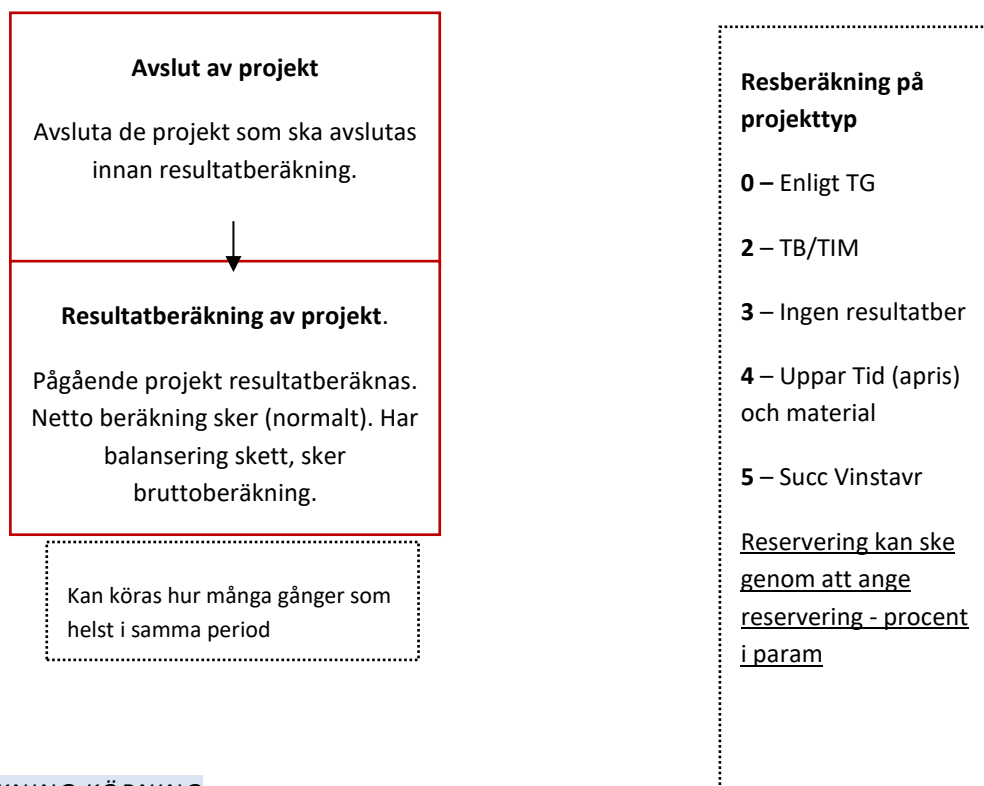 Avslut av projekt
Avsluta de projekt som ska avslutas
innan resultatberäkning.
Resultatberäkning av projekt.
Pågående projekt resultatberäknas.
Netto beräkning sker (normalt). Har
balansering skett, sker
bruttoberäkning.
Kan köras hur många gånger som
helst i samma period
Resberäkning på
projekttyp
0 – Enligt TG
2 – TB/TIM
3 – Ingen resultatber
4 – Uppar Tid (apris)
och material
5 – Succ Vinstavr
Reservering kan ske
genom att ange
reservering - procent
i param